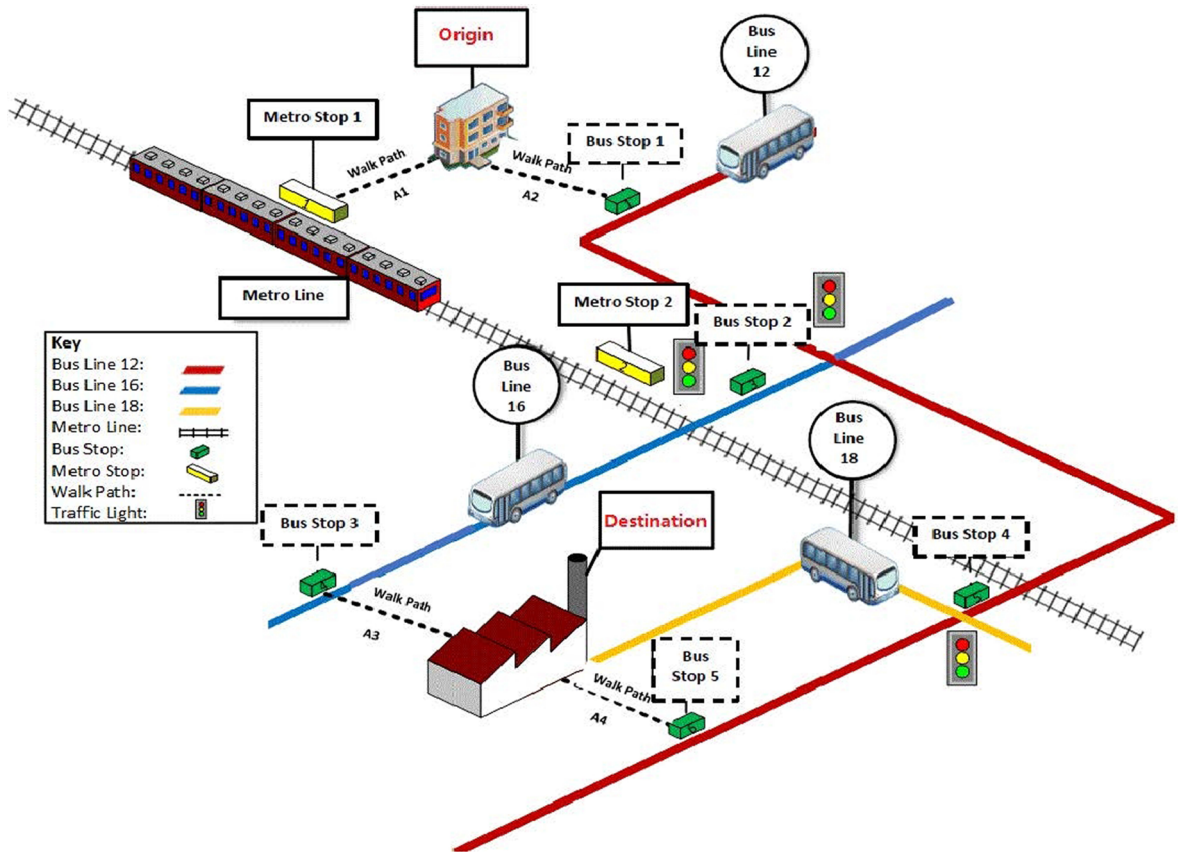 Origin
Bus
Line
12
Metro Stop 1
Bus Stop 1
Walk Path
Walk Path
A1
A2
Metro Line
Metro Stop 2
Bus Stop 2
Key
Bus Line 12:
Bus Line 16:
Bus Line 18:
Metro Line:
Bus Stop:
Metro Stop:
Walk Path:
Traffic Light:
Bus
Line
16
Bus
Line
18
Bus Stop 3
Destination
Bus Stop 4
Walk Path
A3
Bus
Stop 5
Walk Path
A4